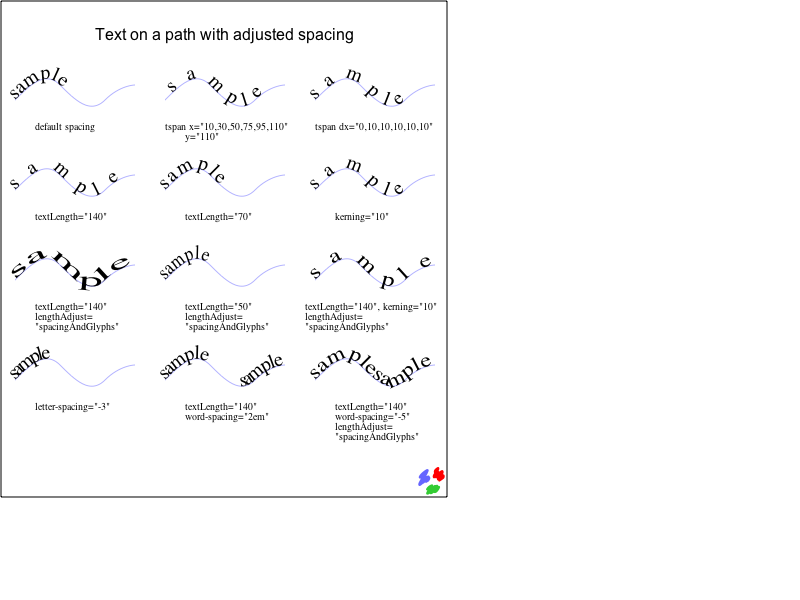 Text on a path with adjusted spacing
sample
s a m p l e
s a m p l e
default spacing
tspan x="10,30,50,75,95,110"
y="110"
tspan dx="0,10,10,10,10,10"
s a m p l e
sample
s a m p l e
textLength="140"
textLength="70"
kerning="10"
sample
sample
s a m p l e
textLength="140"
lengthAdjust=
"spacingAndGlyphs"
textLength="50"
lengthAdjust=
"spacingAndGlyphs"
textLength="140", kerning="10"
lengthAdjust=
"spacingAndGlyphs"
sample
sample sample
samplesample
letter-spacing="-3"
textLength="140"
word-spacing="2em"
textLength="140"
word-spacing="-5"
lengthAdjust=
"spacingAndGlyphs"